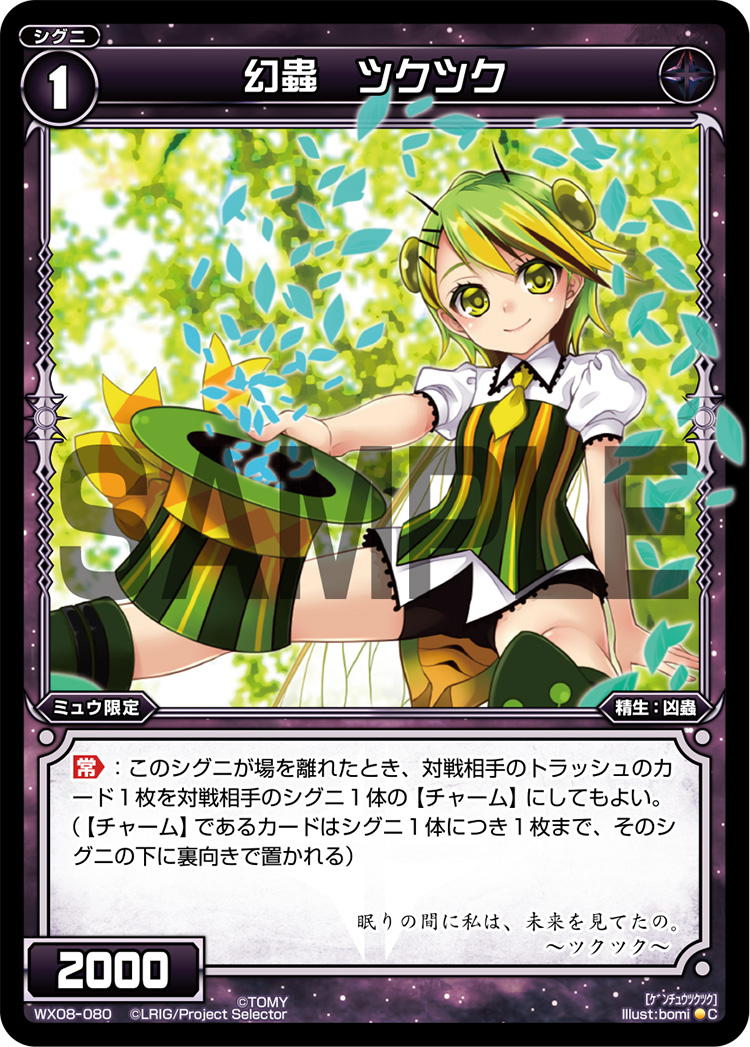 シグニ
1
幻蟲 ツクツク
SAMPLE
ミュウ限定
精生：凶蟲
常：このシグニが場を離れたとき、対戦相手のトラッシュのカ
ード１枚を対戦相手のシグニ１体の【チャーム】にしてもよい。
（【チャーム】であるカードはシグニ１体につき１枚まで、そのシ
グニの下に裏向きで置かれる）
眠りの間に私は、未来を見てたの。
～ツクツク～
2000
©TOMY
[ｹﾞﾝﾁｭｳﾂｸﾂｸ]
WX08-080 ©LRIG/Project Selector
Illust:bomi C